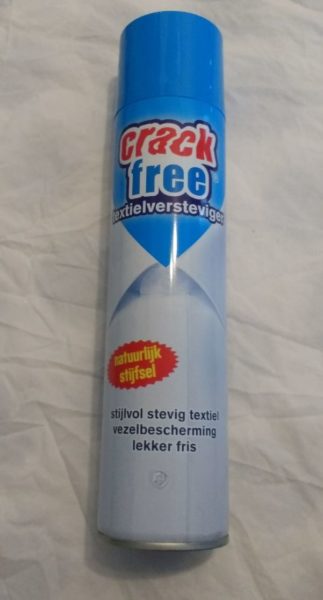 crack
free
textielversteviger
natuurlijk
stijfsel
stijlvol stevig textiel
vezelbescherming
lekker fris